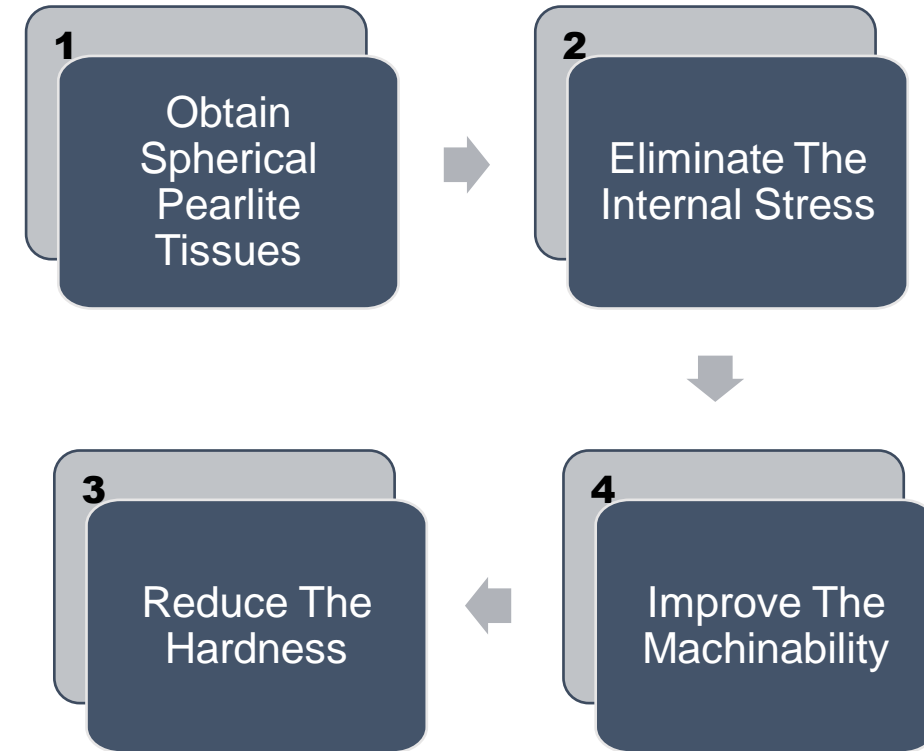 1
Obtain
Spherical
Pearlite
Tissues
2
Eliminate The
Internal Stress
3
Reduce The
Hardness
4
Improve The
Machinability